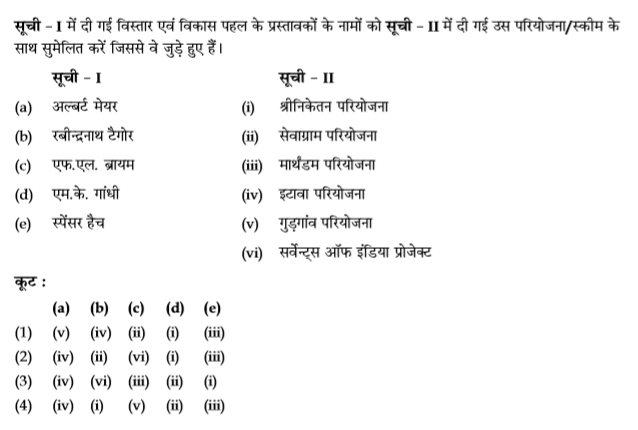 सूची - I में दी गई विस्तार एवं विकास पहल के प्रस्तावकों के नामों को सूची - II में दी गई उस परियोजना/स्कीम के
साथ सुमेलित करें जिससे वे जुड़े हुए हैं।
सूची - I सूची - II
(a) अल्बर्ट मेयर (i) श्रीनिकेतन परियोजना
(b) रबीन्द्रनाथ टैगोर (ii) सेवाग्राम परियोजना
(c) एफ.एल. ब्रायम (iii) मार्थंडम परियोजना
(d) एम.के. गांधी (iv) इटावा परियोजना
(e) स्पेंसर हैच (v) गुड़गांव परियोजना
(vi) सर्वेन्ट्स ऑफ इंडिया प्रोजेक्ट
कूट :
(a) (b) (c) (d) (e)
(1) (v) (iv) (ii) (i) (iii)
(2) (iv) (ii) (vi) (i) (iii)
(3) (iv) (vi) (iii) (ii) (i)
(4) (iv) (i) (v) (ii) (iii)